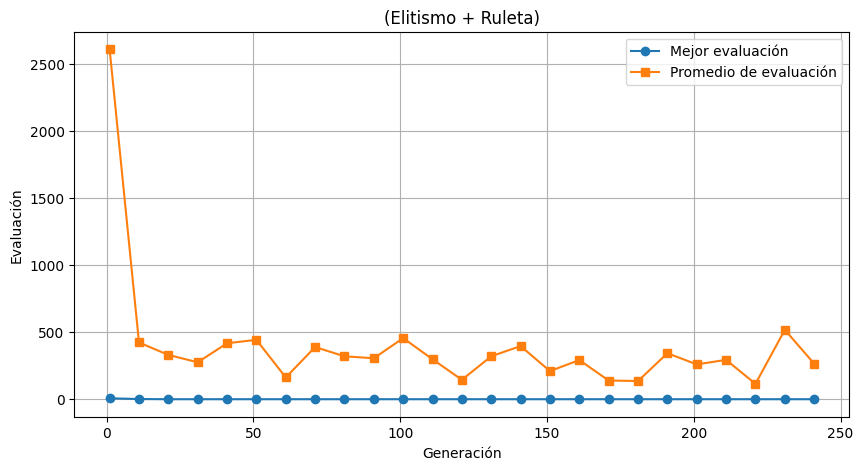 (Elitismo + Ruleta)
Mejor evaluación
Promedio de evaluación
Evaluación
2500
2000
1500
1000
500
0
0 50 100 150 200 250
Generación